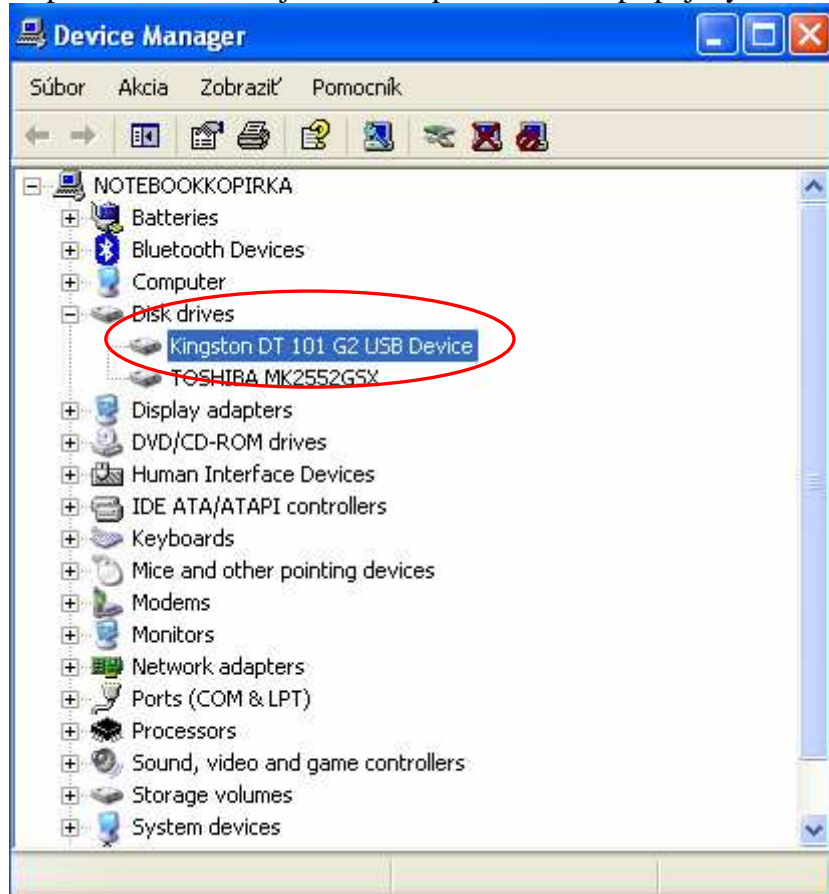 Device Manager
Súbor Akcia Zobraziť Pomocník
NOTEBOOKKOPIRKA
Batteries
Bluetooth Devices
Computer
Disk drives
Kingston DT 101 G2 USB Device
TOSHIBA MK2552GSX
Display adapters
DVD/CD-ROM drives
Human Interface Devices
IDE ATA/ATAPI controllers
Keyboards
Mice and other pointing devices
Modems
Monitors
Network adapters
Ports (COM & LPT)
Processors
Sound, video and game controllers
Storage volumes
System devices